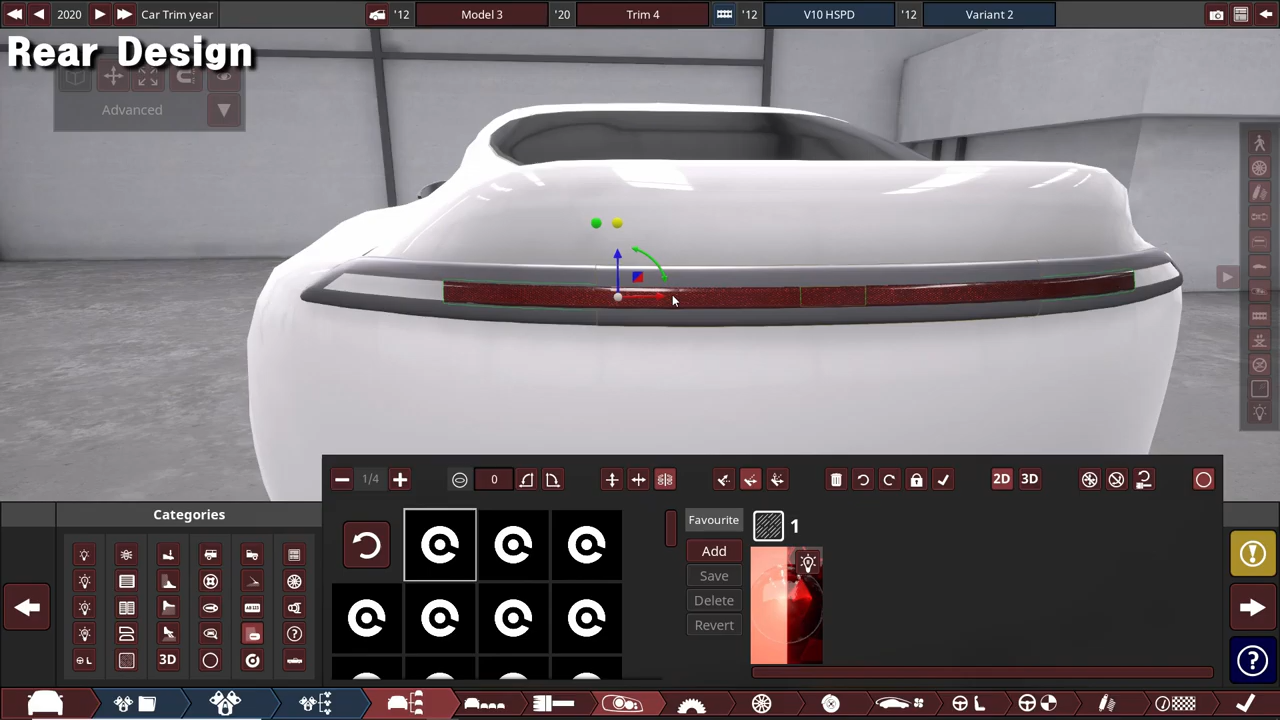 2020 Car Trim year '12 Model 3 '20 Trim 4 '12 V10 HSPD '12 Variant 2
Rear Design
Advanced
1/4 0 2D 3D
Categories
Favourite 1
Add
Save
Delete
Revert
3D